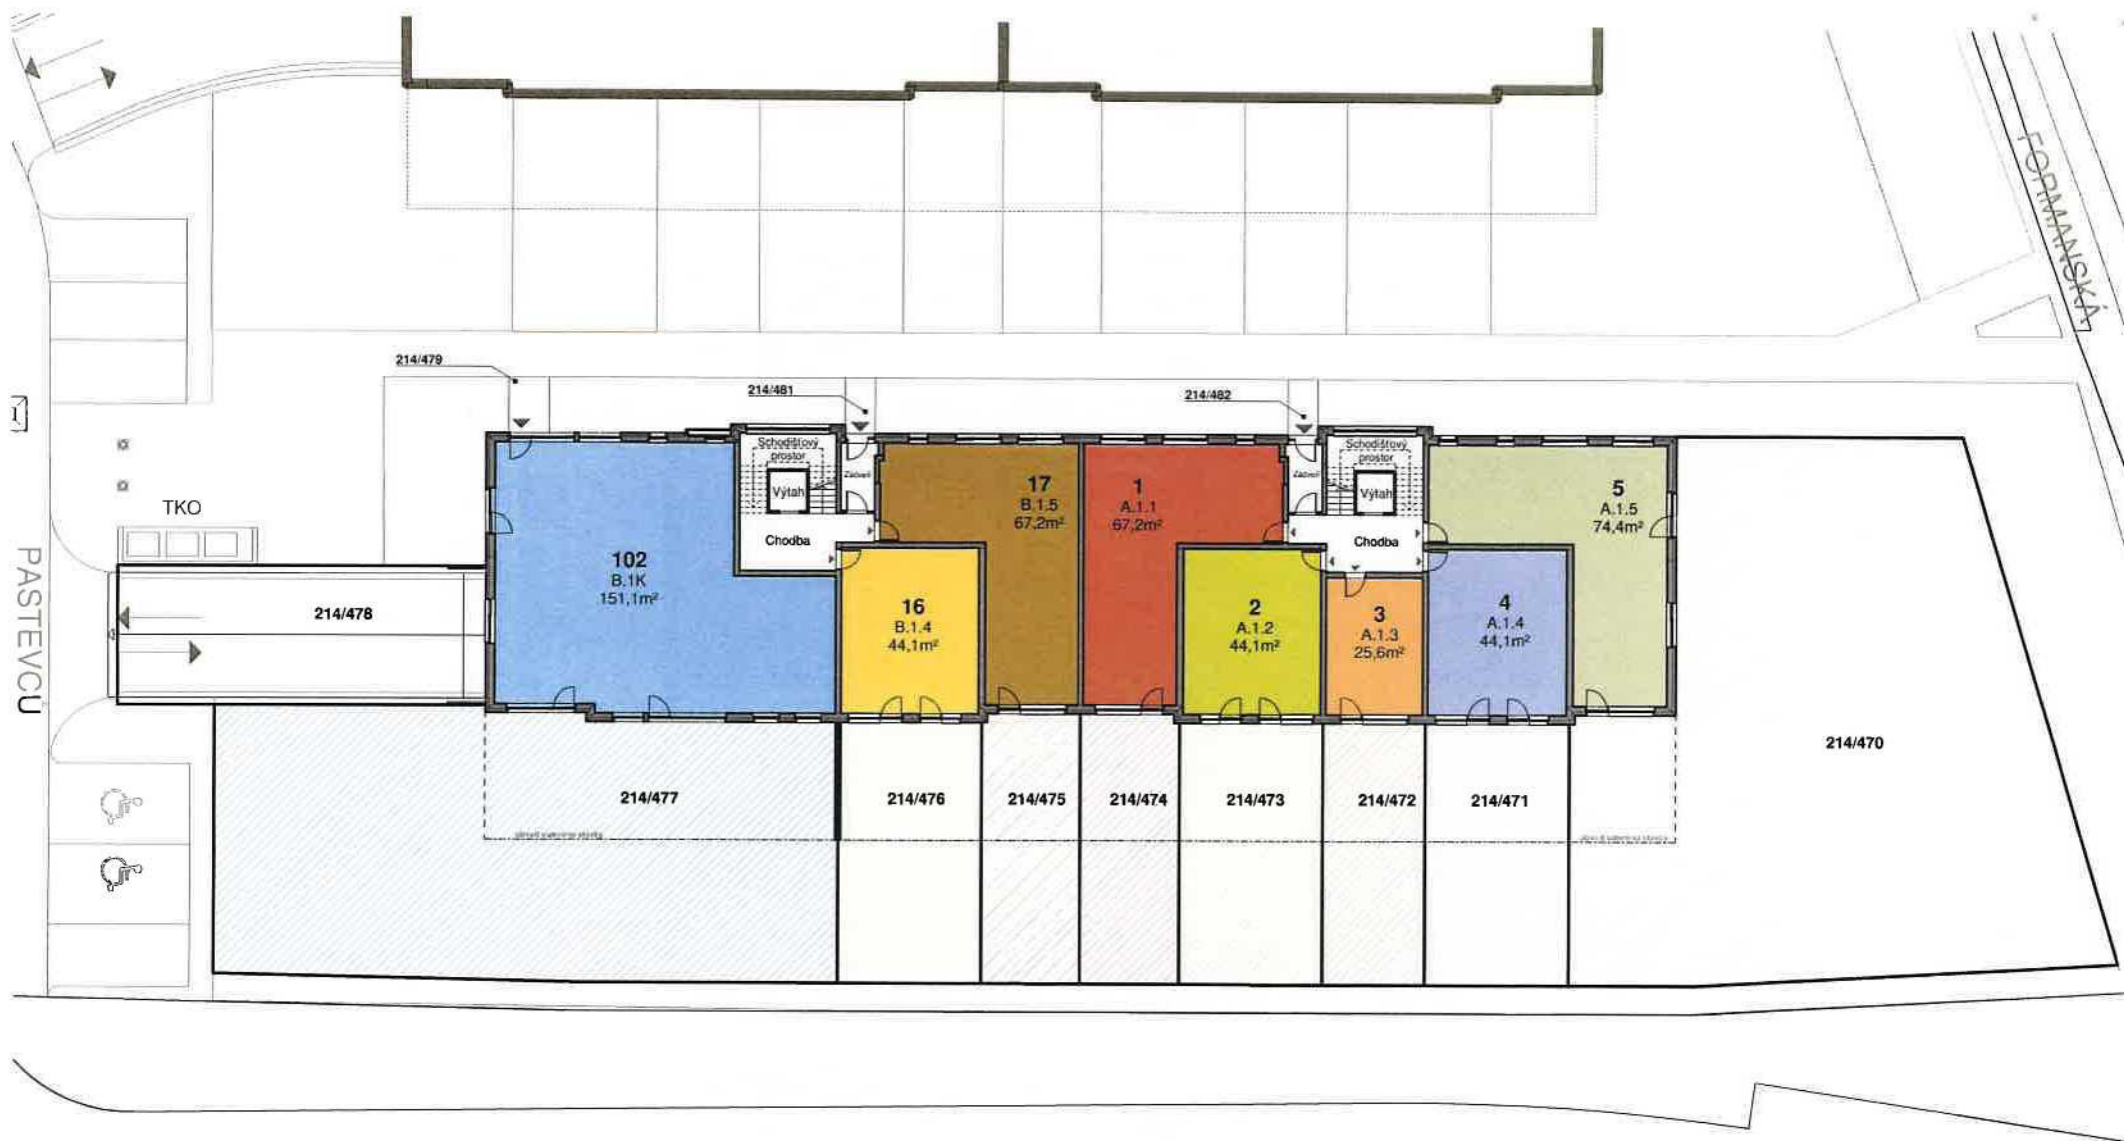 FORMANSKÁ
214/479
214/481
214/482
Schodišťový
prostor
Výtah
Zádveří
Chodba
Schodišťový
prostor
Výtah
Zádveří
Chodba
TKO
PASTEVCŮ
214/478
102
B.1K
151,1m²
16
B.1.4
44,1m²
17
B.1.5
67,2m²
1
A.1.1
67,2m²
2
A.1.2
44,1m²
3
A.1.3
25,6m²
4
A.1.4
44,1m²
5
A.1.5
74,4m²
214/477
214/476
214/475
214/474
214/473
214/472
214/471
214/470